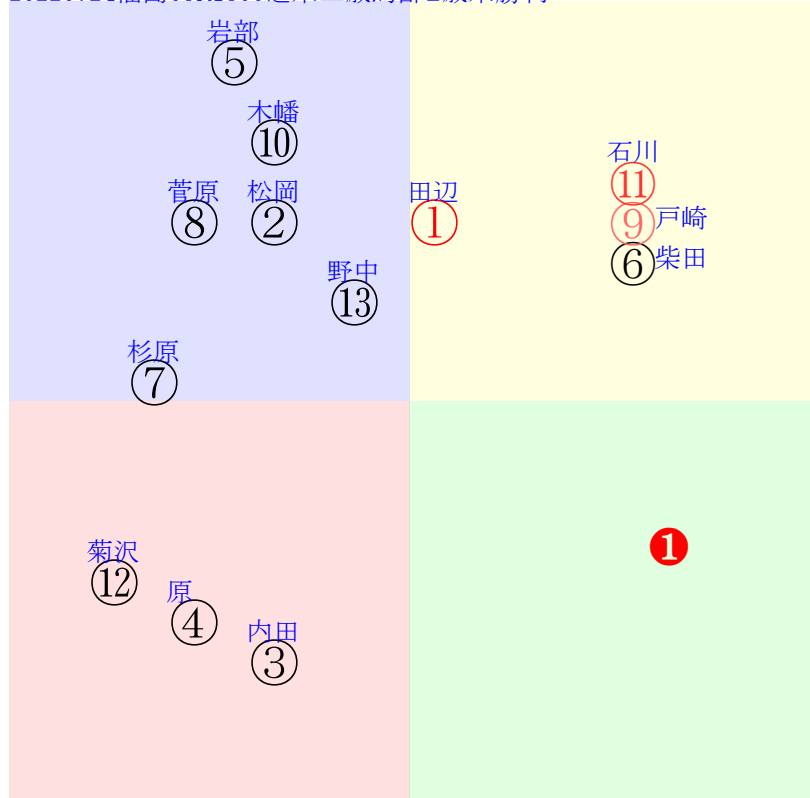 岩部
⑤
木幡
⑩
石川
⑪
菅原
⑧
松岡
②
田辺
①
⑨戸崎
⑥柴田
野中
⑬
杉原
⑦
❶
菊沢
⑫
原
④
内田
③